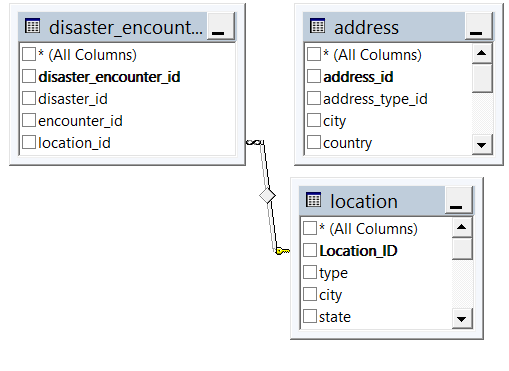 disaster_encount...
* (All Columns)
disaster_encounter_id
disaster_id
encounter_id
location_id
address
* (All Columns)
address_id
address_type_id
city
country
location
* (All Columns)
Location_ID
type
city
state